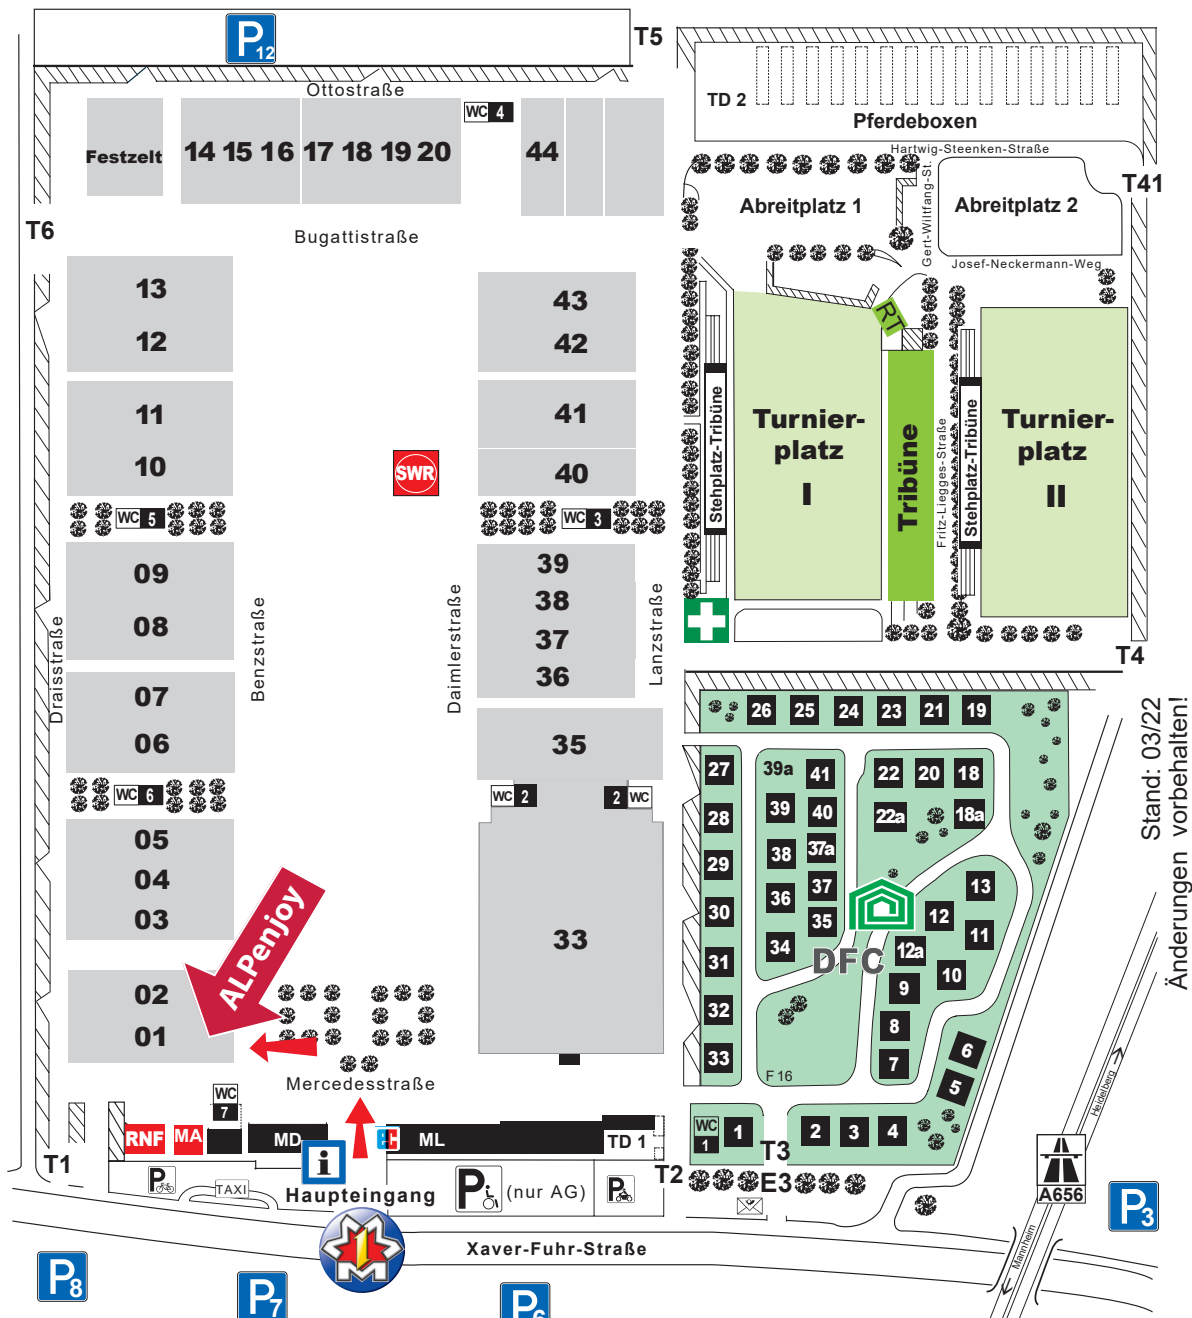 P12
T5
Ottostraße
WC 4
TD 2
Pferdeboxen
Hartwig-Steenken-Straße
Festzelt
14 15 16 17 18 19 20
44
T41
Abreitplatz 1
Gert-Wiltfang-St.
Abreitplatz 2
T6
Bugattistraße
Josef-Neckermann-Weg
13
12
43
42
RT
11
10
41
40
SWR
Stehplatz-Tribüne
Turnier-
platz
I
Tribüne
Fritz-Liegges-Straße
Stehplatz-Tribüne
Turnier-
platz
II
WC 5
WC 3
09
08
39
38
37
36
Draisstraße
Benzstraße
Daimlerstraße
Lanzstraße
T4
07
06
35
WC 6
WC 2
2 WC
05
04
03
33
ALPenjoy
02
01
Mercedesstraße
26 25 24 23 21 19
27
28
29
30
31
32
33
39a
41
39
40
38
37a
36
37
35
34
22 20 18
22a 18a
13
12
11
12a
10
9
8
7
6
5
DFC
F 16
WC 1
1
2 3 4
Stand: 03/22
Änderungen vorbehalten!
WC 7
RNF
MA
MD
i
H
ML
TD 1
T1
T2
T3
E3
P
TAXI
Haupteingang
P
(nur AG)
P
Heidelberg
Mannheim
A656
P3
M1
Xaver-Fuhr-Straße
P8
P7
P6